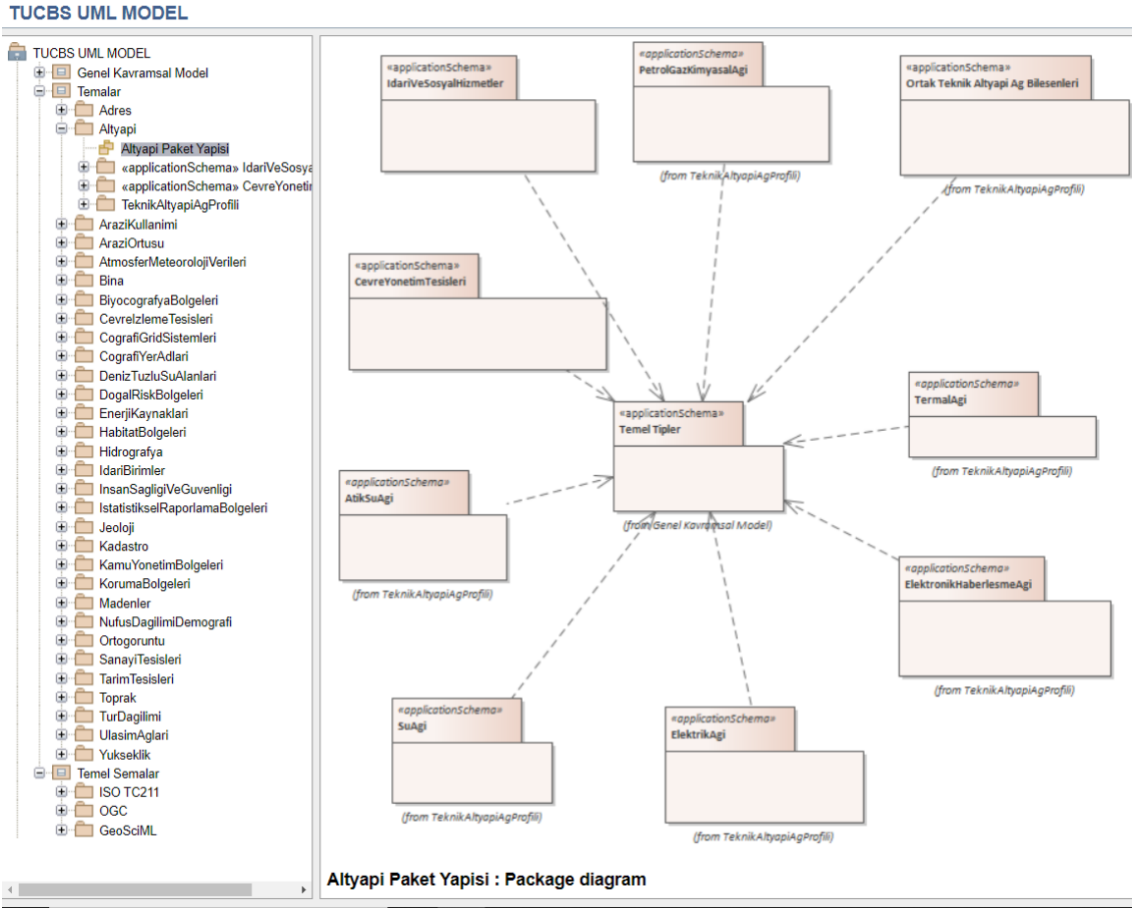 TUCBS UML MODEL
TUCBS UML MODEL
Genel Kavramsal Model
Temalar
Adres
Altyapi
Altyapi Paket Yapisi
«applicationSchema» IdariVeSosya
«applicationSchema» CevreYonetir
TeknikAltyapiAgProfili
AraziKullanimi
AraziOrtusu
AtmosferMeteorolojiVerileri
Bina
BiyocografyaBolgeleri
CevreIzlemeTesisleri
CografiGridSistemleri
CografiYerAdlari
DenizTuzluSuAlanlari
DogalRiskBolgeleri
EnerjiKaynaklari
HabitatBolgeleri
Hidrografya
IdariBirimler
InsanSagligiVeGuvenligi
IstatistikselRaporlamaBolgeleri
Jeoloji
Kadastro
KamuYonetimBolgeleri
KorumaBolgeleri
Madenler
NufusDagilimiDemografi
Ortogoruntu
SanayiTesisleri
TarimTesisleri
Toprak
TurDagilimi
UlasimAglari
Yukseklik
Temel Semalar
ISO TC211
OGC
GeoSciML
«applicationSchema»
IdariVeSosyalHizmetler
«applicationSchema»
PetrolGazKimyasalAgi
(from TeknikAltyapiAgProfili)
«applicationSchema»
Ortak Teknik Altyapi Ag Bilesenleri
(from TeknikAltyapiAgProfili)
«applicationSchema»
CevreYonetimTesisleri
«applicationSchema»
Temel Tipler
(from Genel Kavramsal Model)
«applicationSchema»
TermalAgi
(from TeknikAltyapiAgProfili)
«applicationSchema»
AtikSuAgi
(from TeknikAltyapiAgProfili)
«applicationSchema»
ElektronikHaberlesmeAgi
(from TeknikAltyapiAgProfili)
«applicationSchema»
SuAgi
(from TeknikAltyapiAgProfili)
«applicationSchema»
ElektrikAgi
(from TeknikAltyapiAgProfili)
Altyapi Paket Yapisi : Package diagram